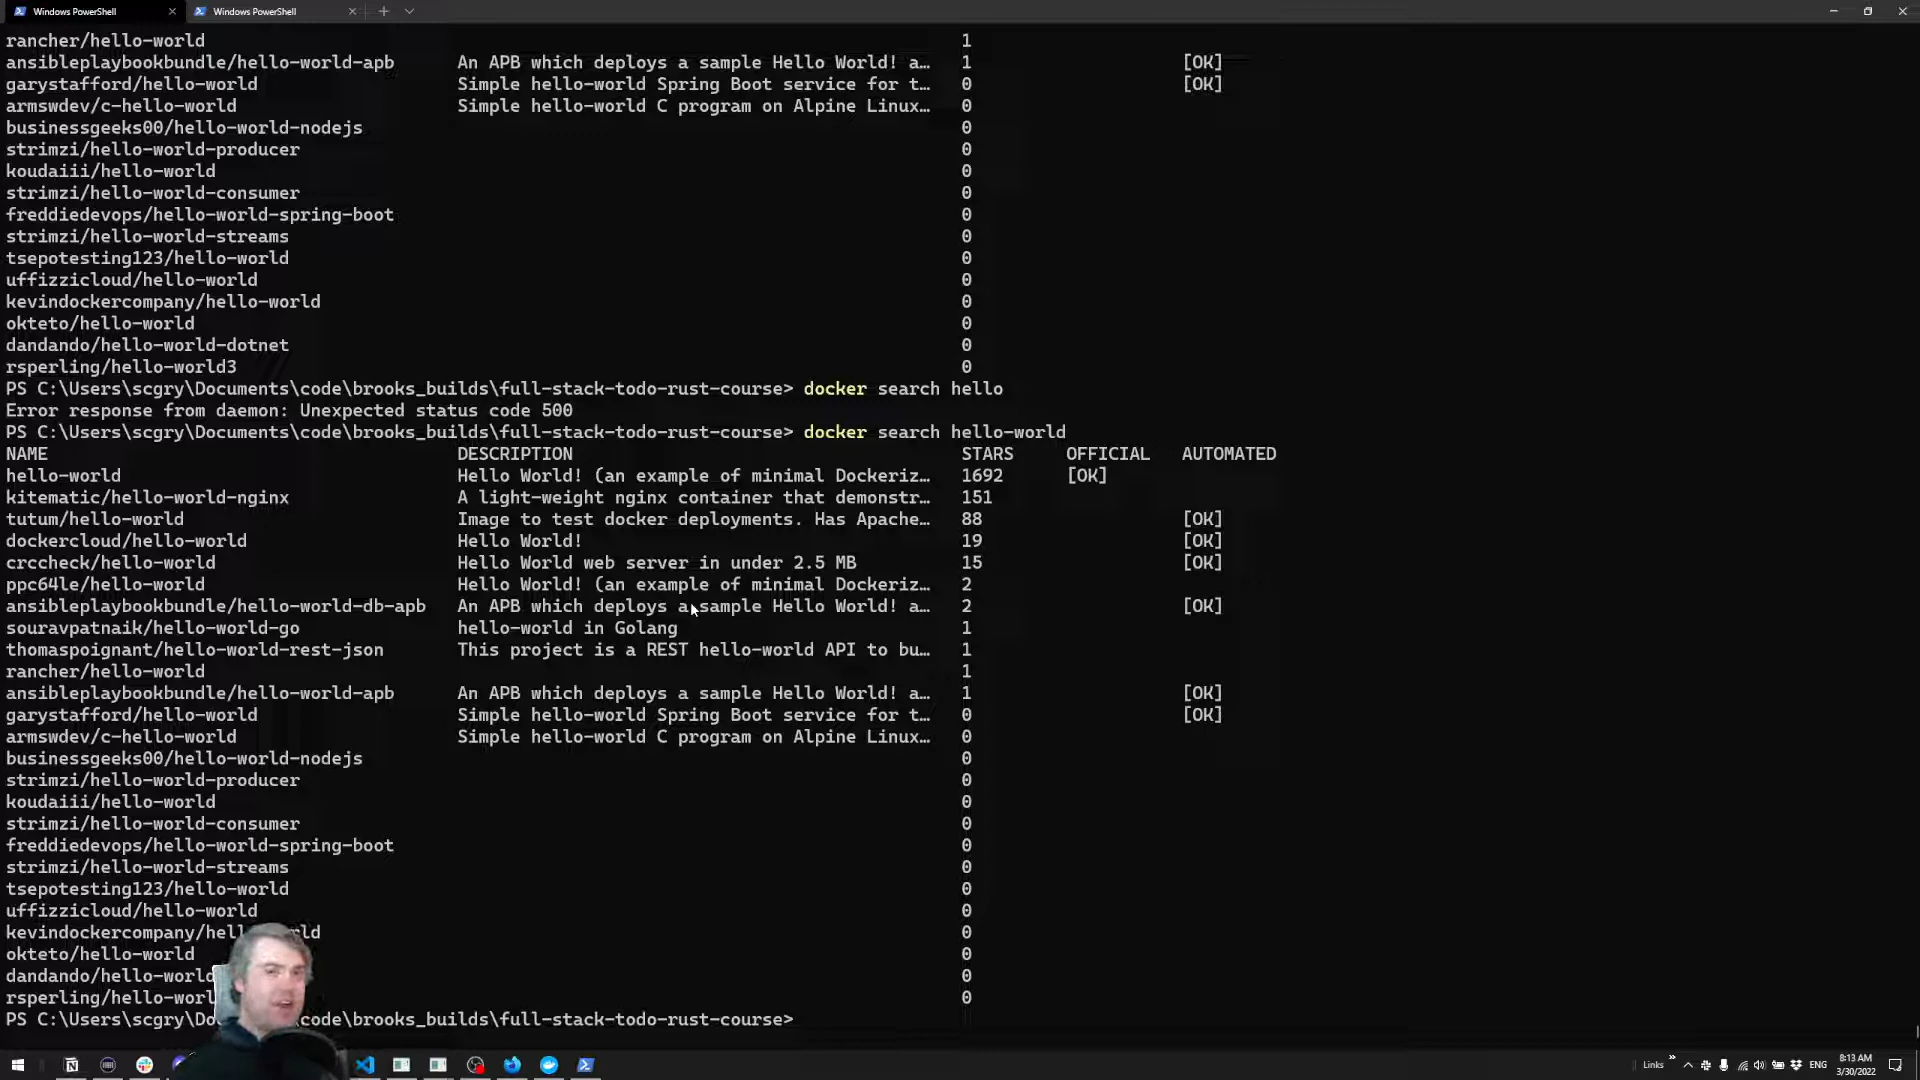 Windows PowerShell Windows PowerShell
rancher/hello-world 1
ansibleplaybookbundle/hello-world-apb An APB which deploys a sample Hello World! a… 1 [OK]
garystafford/hello-world Simple hello-world Spring Boot service for t… 0 [OK]
armswdev/c-hello-world Simple hello-world C program on Alpine Linux… 0
businessgeeks00/hello-world-nodejs 0
strimzi/hello-world-producer 0
koudaiii/hello-world 0
strimzi/hello-world-consumer 0
freddiedevops/hello-world-spring-boot 0
strimzi/hello-world-streams 0
tsepotesting123/hello-world 0
uffizzicloud/hello-world 0
kevindockercompany/hello-world 0
okteto/hello-world 0
dandando/hello-world-dotnet 0
rsperling/hello-world3 0
PS C:\Users\scgry\Documents\code\brooks_builds\full-stack-todo-rust-course> docker search hello
Error response from daemon: Unexpected status code 500
PS C:\Users\scgry\Documents\code\brooks_builds\full-stack-todo-rust-course> docker search hello-world
NAME DESCRIPTION STARS OFFICIAL AUTOMATED
hello-world Hello World! (an example of minimal Dockeriz… 1692 [OK]
kitematic/hello-world-nginx A light-weight nginx container that demonstr… 151
tutum/hello-world Image to test docker deployments. Has Apache… 88 [OK]
dockercloud/hello-world Hello World! 19 [OK]
crccheck/hello-world Hello World web server in under 2.5 MB 15 [OK]
ppc64le/hello-world Hello World! (an example of minimal Dockeriz… 2
ansibleplaybookbundle/hello-world-db-apb An APB which deploys a sample Hello World! a… 2 [OK]
souravpatnaik/hello-world-go hello-world in Golang 1
thomaspoignant/hello-world-rest-json This project is a REST hello-world API to bu… 1
rancher/hello-world 1
ansibleplaybookbundle/hello-world-apb An APB which deploys a sample Hello World! a… 1 [OK]
garystafford/hello-world Simple hello-world Spring Boot service for t… 0 [OK]
armswdev/c-hello-world Simple hello-world C program on Alpine Linux… 0
businessgeeks00/hello-world-nodejs 0
strimzi/hello-world-producer 0
koudaiii/hello-world 0
strimzi/hello-world-consumer 0
freddiedevops/hello-world-spring-boot 0
strimzi/hello-world-streams 0
tsepotesting123/hello-world 0
uffizzicloud/hello-world 0
kevindockercompany/hel rld 0
okteto/hello-world 0
dandando/hello-world 0
rsperling/hello-worl 0
PS C:\Users\scgry\Do code\brooks_builds\full-stack-todo-rust-course>
Links ENG 8:13 AM
3/30/2022